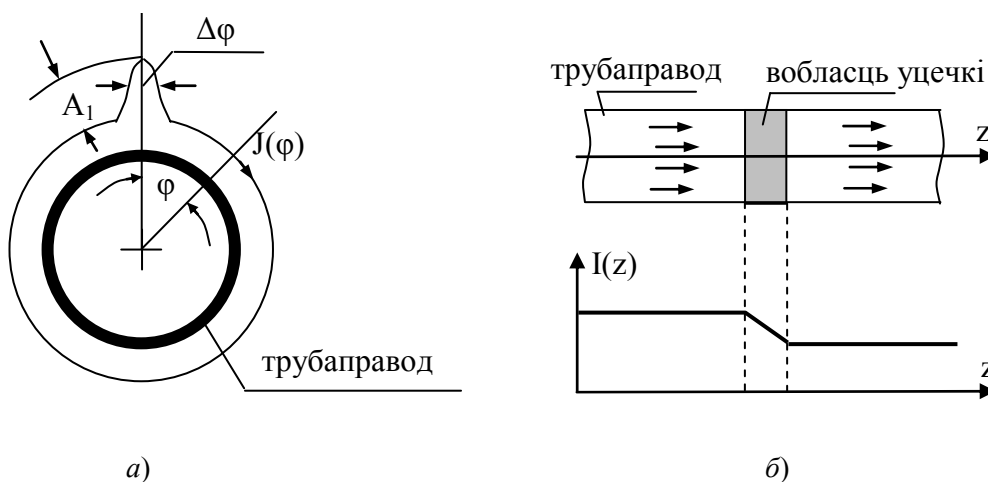 Δφ
A₁
J(φ)
φ
трубаправод
а)
трубаправод
вобласць уцечкі
z
I(z)
z
б)